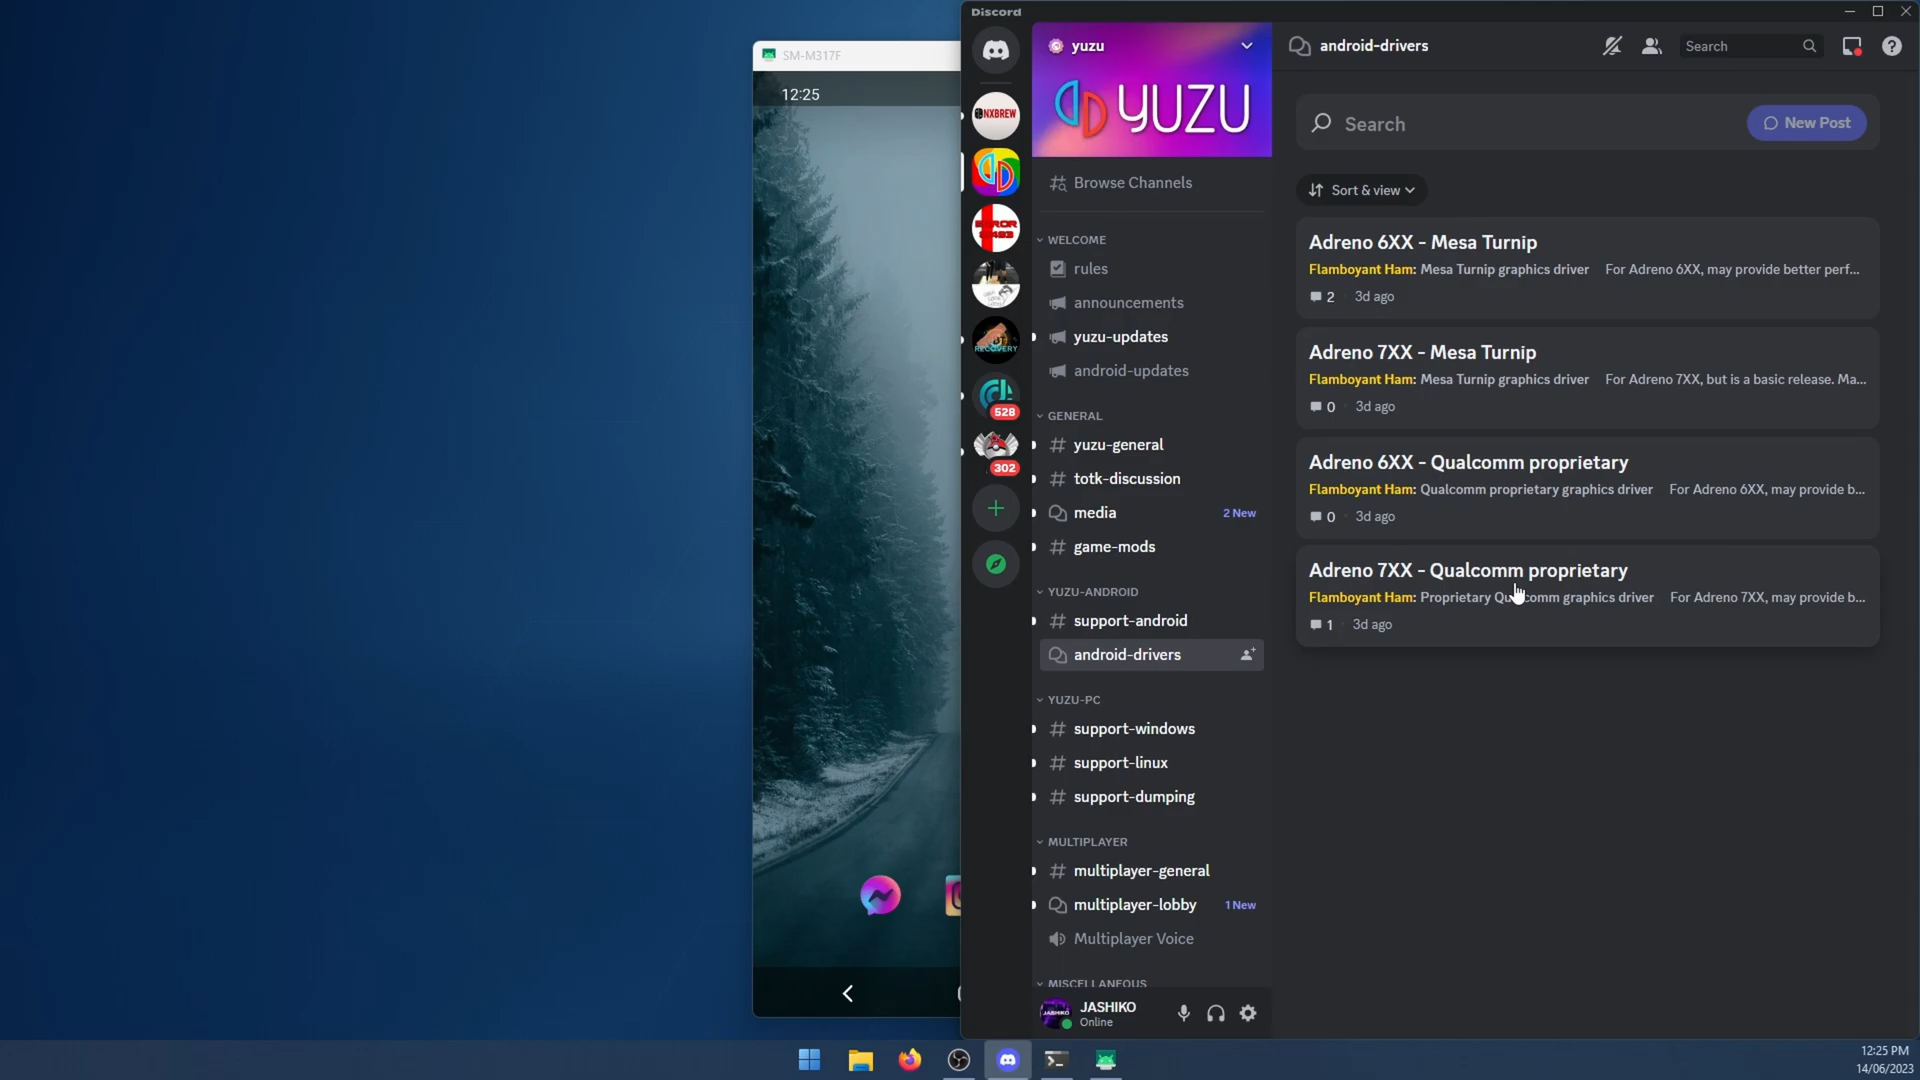 Discord
SM-M317F
12:25
NXBREW
RECOVERY
528
302
yuzu
YUZU
Browse Channels
WELCOME
rules
announcements
yuzu-updates
android-updates
GENERAL
yuzu-general
totk-discussion
media
2 New
game-mods
YUZU-ANDROID
support-android
android-drivers
YUZU-PC
support-windows
support-linux
support-dumping
MULTIPLAYER
multiplayer-general
multiplayer-lobby
1 New
Multiplayer Voice
MISCELLANEOUS
JASHIKO
JASHIKO
Online
android-drivers
Search
Search
New Post
Sort & view
Adreno 6XX - Mesa Turnip
Flamboyant Ham: Mesa Turnip graphics driver For Adreno 6XX, may provide better perf...
2 3d ago
Adreno 7XX - Mesa Turnip
Flamboyant Ham: Mesa Turnip graphics driver For Adreno 7XX, but is a basic release. Ma...
0 3d ago
Adreno 6XX - Qualcomm proprietary
Flamboyant Ham: Qualcomm proprietary graphics driver For Adreno 6XX, may provide b...
0 3d ago
Adreno 7XX - Qualcomm proprietary
Flamboyant Ham: Proprietary Qualcomm graphics driver For Adreno 7XX, may provide b...
1 3d ago
12:25 PM
14/06/2023